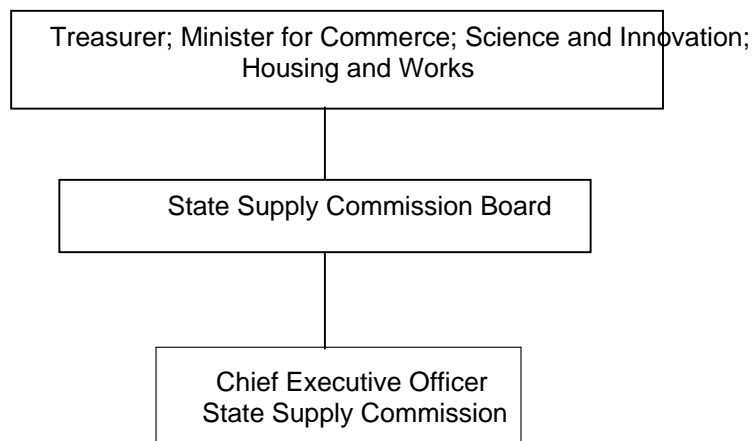 Treasurer; Minister for Commerce; Science and Innovation;
Housing and Works
State Supply Commission Board
Chief Executive Officer
State Supply Commission